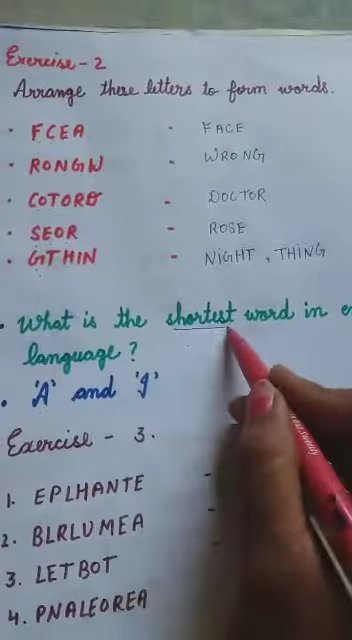 Exercise - 2
Arrange these letters to form words.
• FCEA - FACE
• RONGW - WRONG
• COTORD - DOCTOR
• SEOR - ROSE
• GTHIN - NIGHT, THING
• What is the shortest word in
language?
• 'A' and 'I'
Exercise - 3.
1. EPLHANTE -
2. BLRLUMEA -
3. LETBOT -
4. PNALEOREA